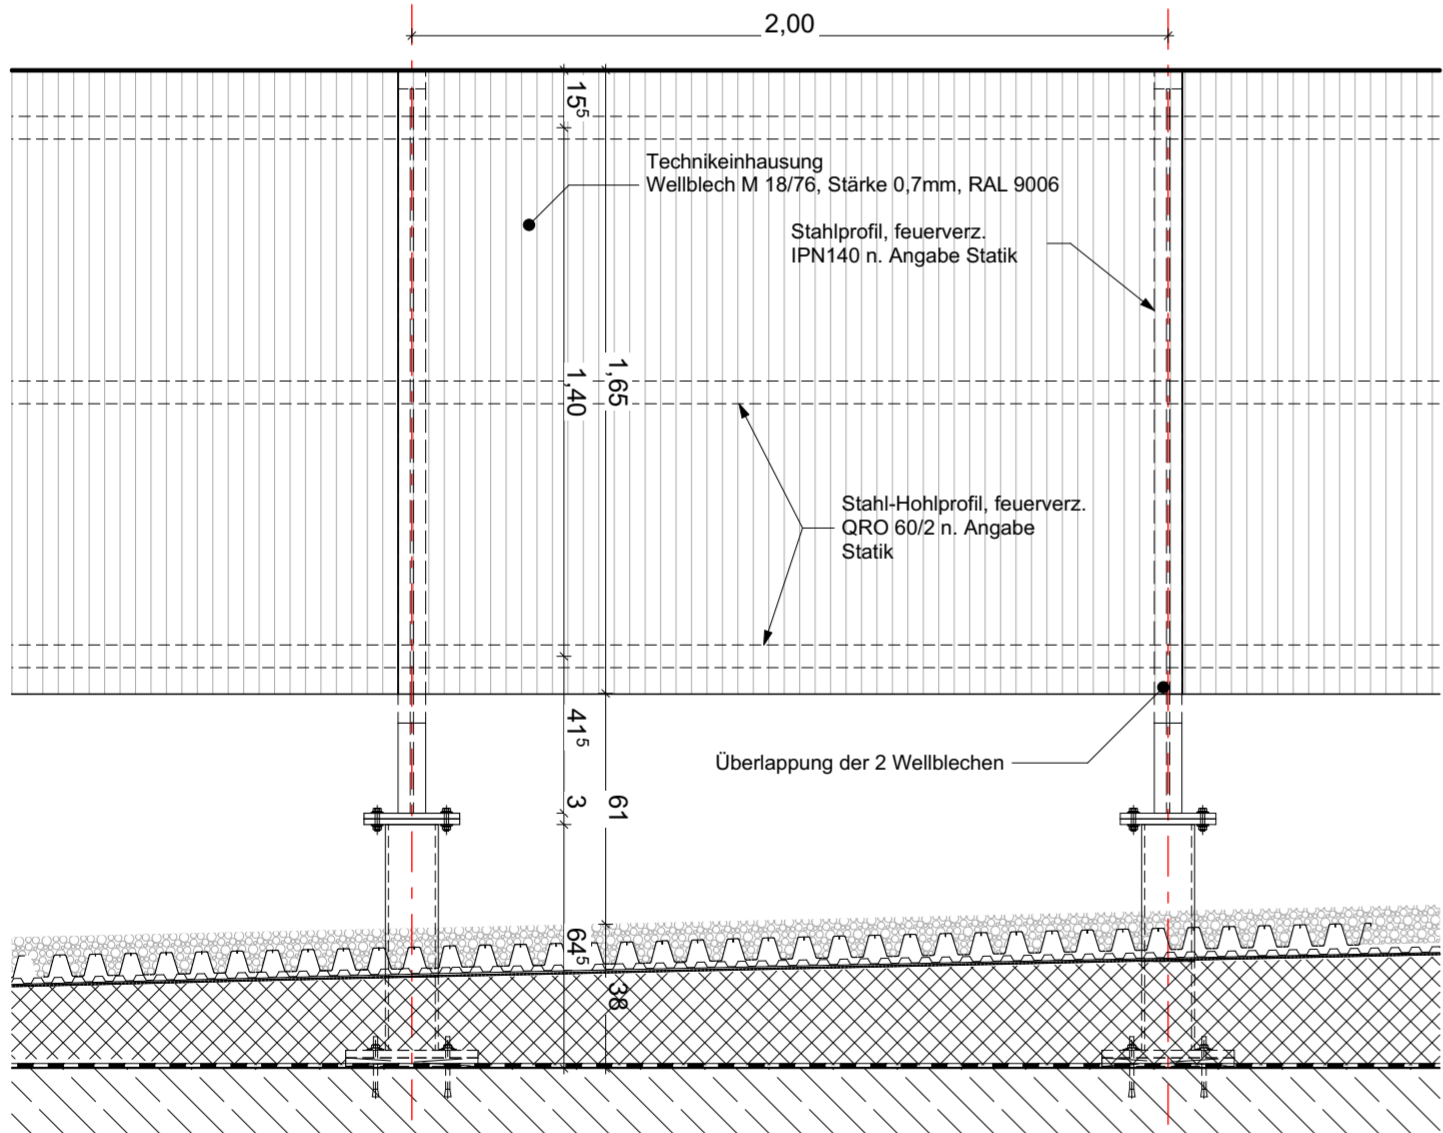 2,00
15⁵
Technikeinhausung
Wellblech M 18/76, Stärke 0,7mm, RAL 9006
Stahlprofil, feuerverz.
IPN140 n. Angabe Statik
1,40
1,65
Stahl-Hohlprofil, feuerverz.
QRO 60/2 n. Angabe
Statik
41⁵
Überlappung der 2 Wellblechen
3
61
64⁵
38